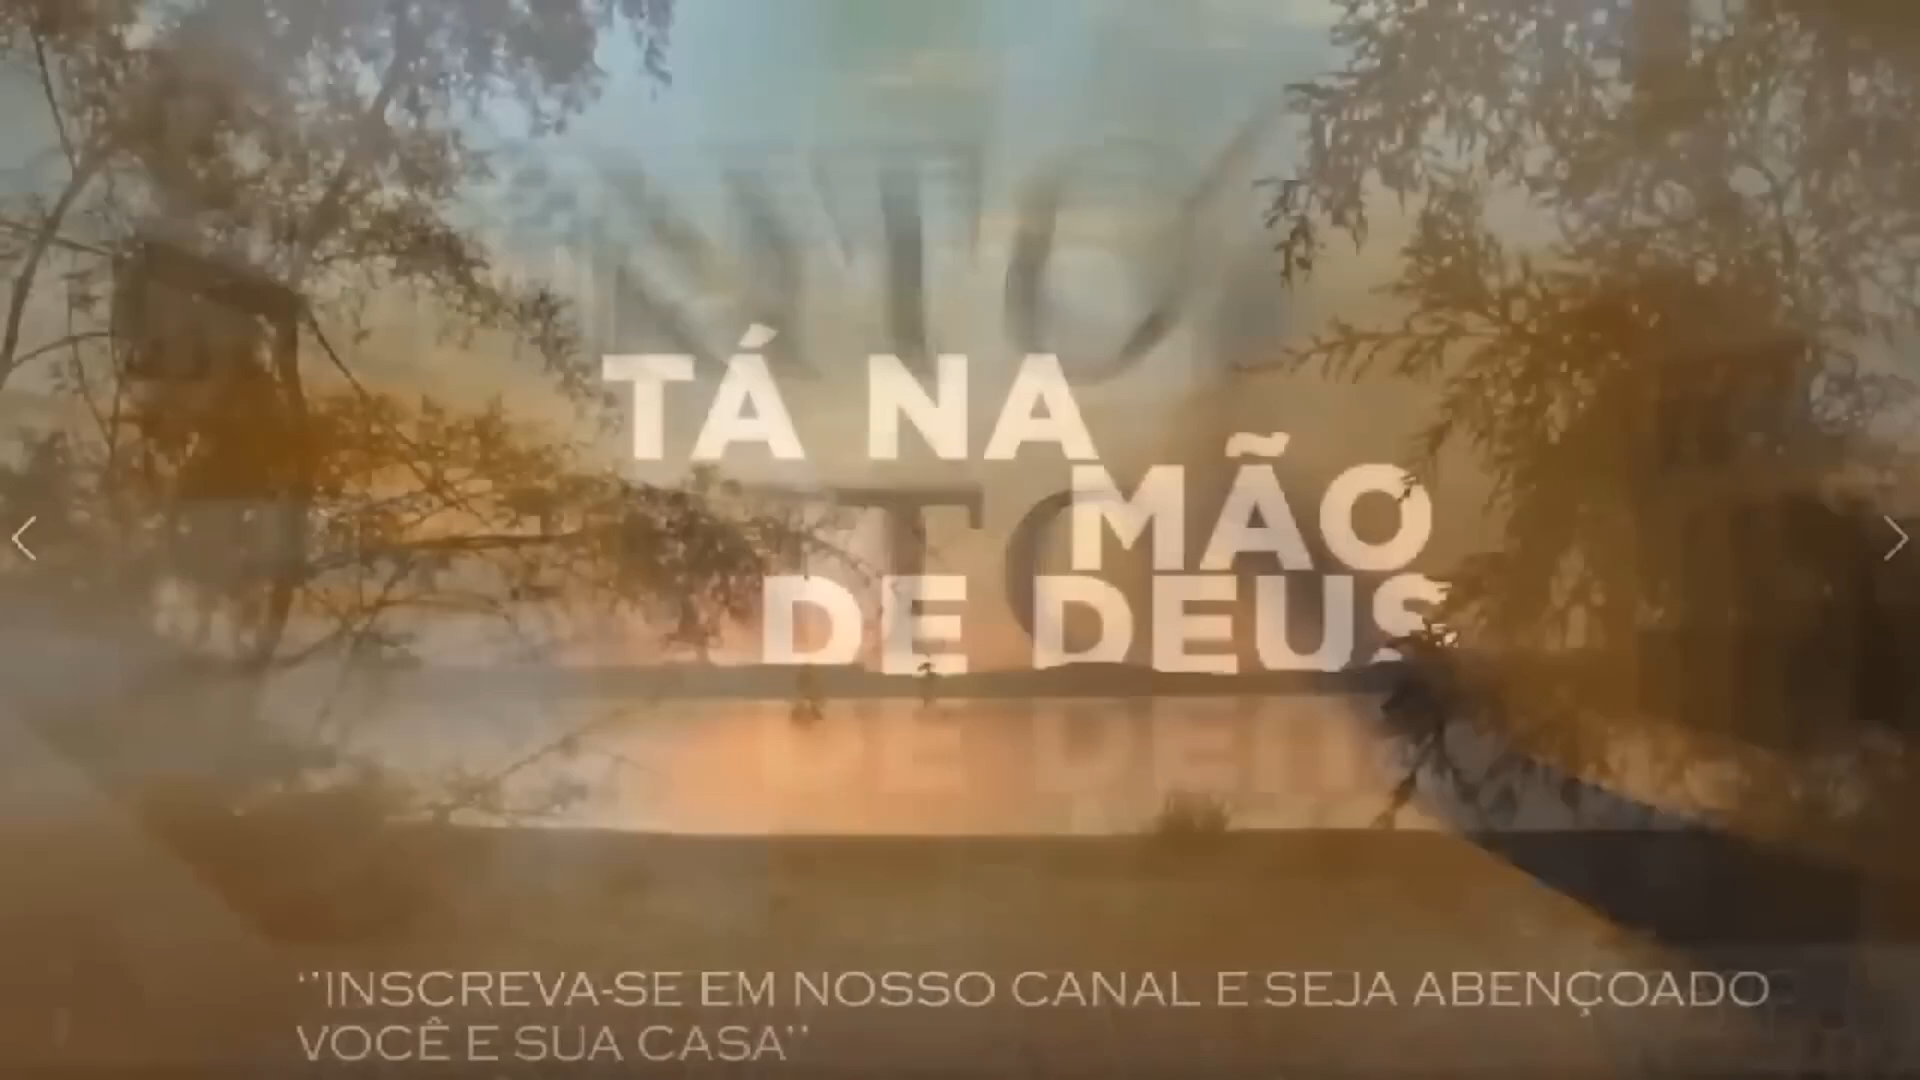 TÁ NA
MÃO
DE DEUS
‘’INSCREVA-SE EM NOSSO CANAL E SEJA ABENÇOADO
VOCÊ E SUA CASA’’